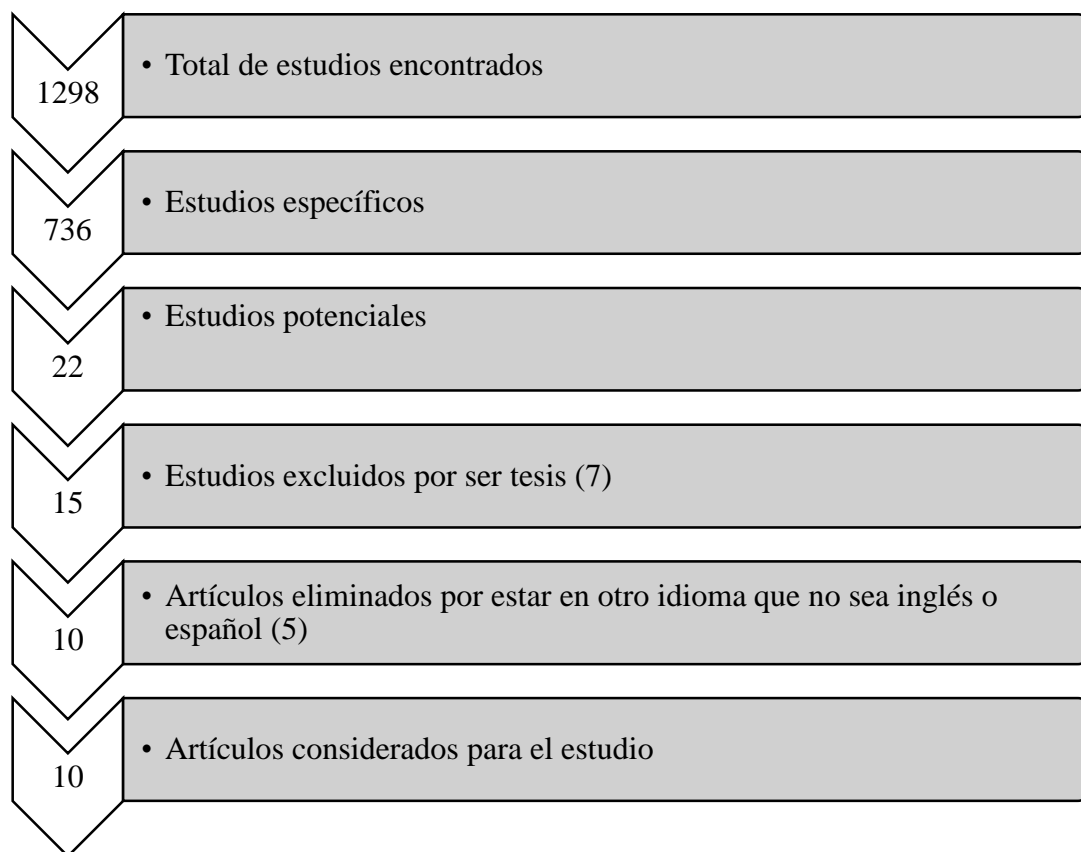 1298
• Total de estudios encontrados
736
• Estudios específicos
22
• Estudios potenciales
15
• Estudios excluidos por ser tesis (7)
10
• Artículos eliminados por estar en otro idioma que no sea inglés o
español (5)
10
• Artículos considerados para el estudio